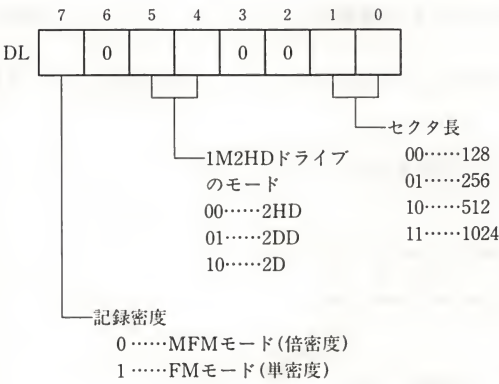 7 6 5 4 3 2 1 0
DL 0 0 0
セクタ長
00……128
01……256
10……512
11……1024
1M2HDドライブ
のモード
00……2HD
01……2DD
10……2D
記録密度
0……MFMモード(倍密度)
1……FMモード(単密度)